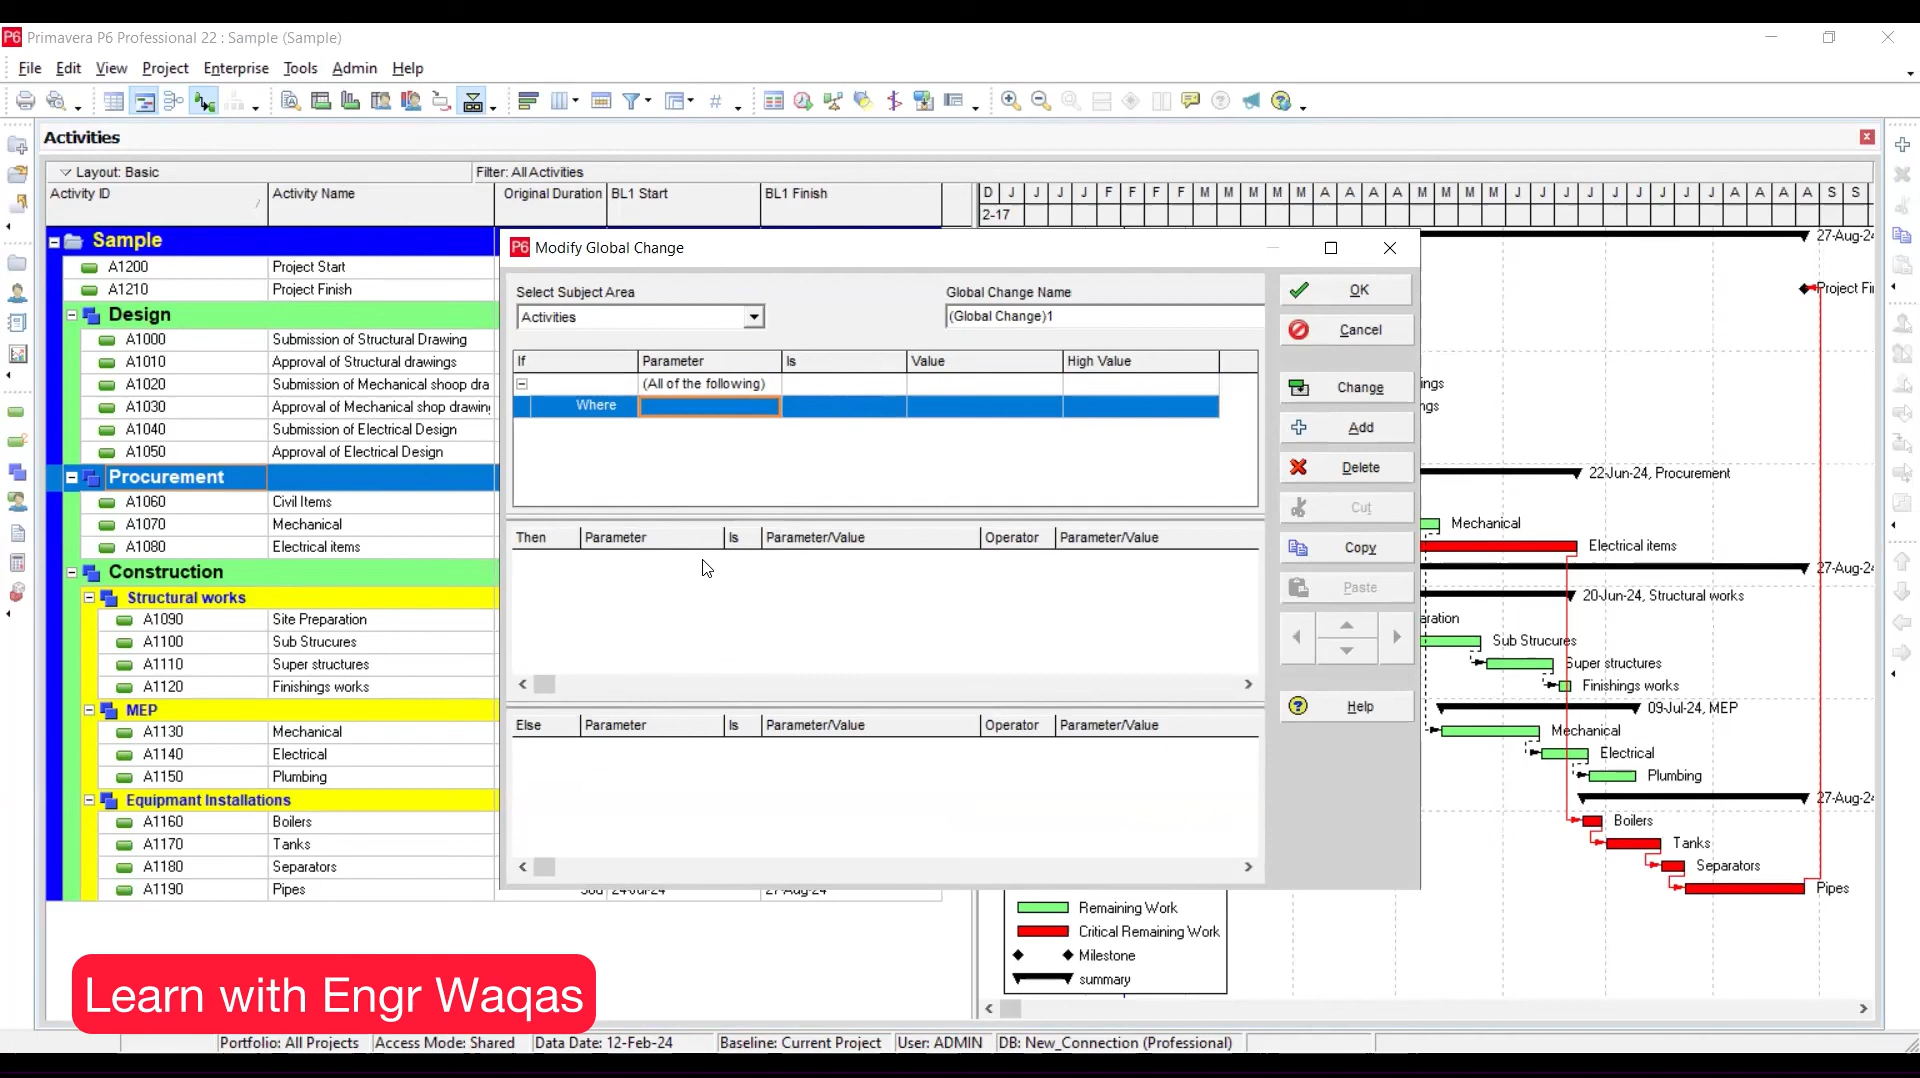 P6 Primavera P6 Professional 22 : Sample (Sample)
File Edit View Project Enterprise Tools Admin Help
Activities
Layout: Basic
Filter: All Activities
Activity ID Activity Name Original Duration BL1 Start BL1 Finish
D J J J J F F F F M M M M M A A A A M M M M J J J J J J J J A A A A A S S
2-17
Sample
A1200 Project Start
A1210 Project Finish
Design
A1000 Submission of Structural Drawing
A1010 Approval of Structural drawings
A1020 Submission of Mechanical shoop dra
A1030 Approval of Mechanical shop drawin
A1040 Submission of Electrical Design
A1050 Approval of Electrical Design
Procurement
A1060 Civil Items
A1070 Mechanical
A1080 Electrical items
Construction
Structural works
A1090 Site Preparation
A1100 Sub Strucures
A1110 Super structures
A1120 Finishings works
MEP
A1130 Mechanical
A1140 Electrical
A1150 Plumbing
Equipmant Installations
A1160 Boilers
A1170 Tanks
A1180 Separators
A1190 Pipes
P6 Modify Global Change
Select Subject Area
Activities
Global Change Name
(Global Change)1
If Parameter Is Value High Value
(All of the following)
Where
Then Parameter Is Parameter/Value Operator Parameter/Value
Else Parameter Is Parameter/Value Operator Parameter/Value
OK
Cancel
Change
Add
Delete
Cut
Copy
Paste
Help
27-Aug-24
Project Fi
ings
ngs
22-Jun-24, Procurement
Mechanical
Electrical items
27-Aug-24
20-Jun-24, Structural works
aration
Sub Strucures
Super structures
Finishings works
09-Jul-24, MEP
Mechanical
Electrical
Plumbing
27-Aug-24
Boilers
Tanks
Separators
Pipes
Remaining Work
Critical Remaining Work
Milestone
summary
Learn with Engr Waqas
Portfolio: All Projects Access Mode: Shared Data Date: 12-Feb-24 Baseline: Current Project User: ADMIN DB: New_Connection (Professional)